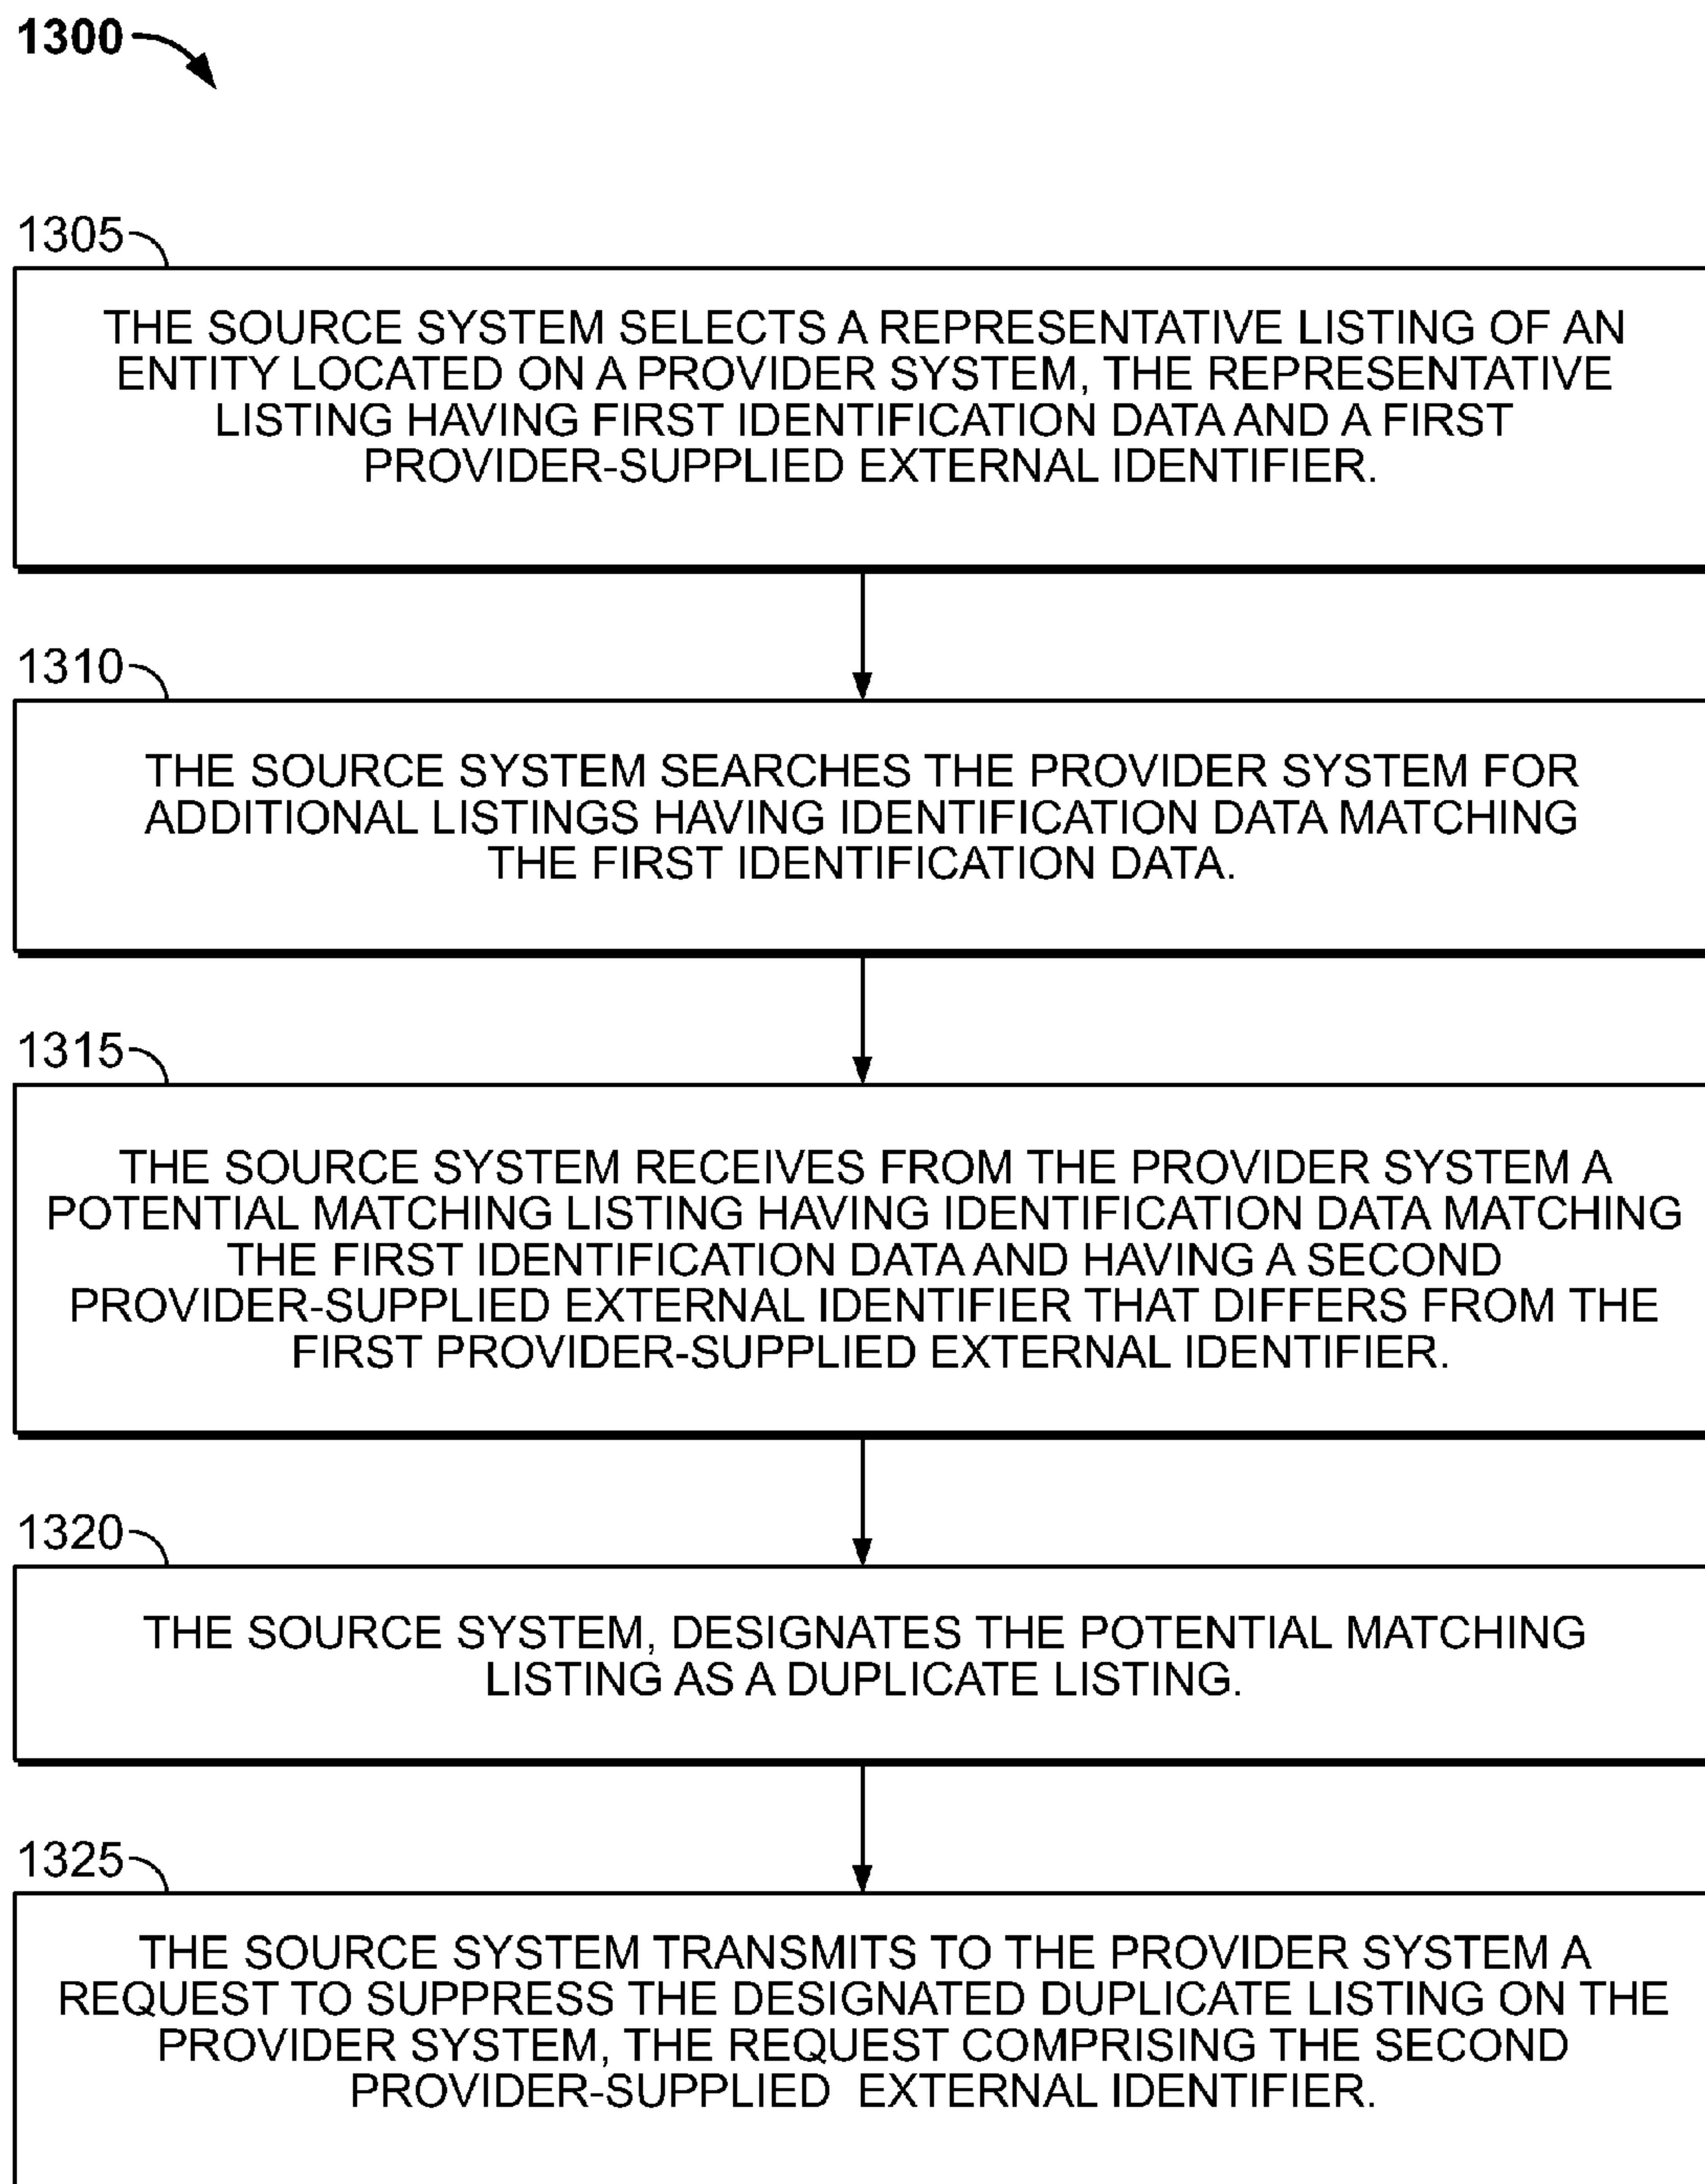 1300
1305
THE SOURCE SYSTEM SELECTS A REPRESENTATIVE LISTING OF AN
ENTITY LOCATED ON A PROVIDER SYSTEM, THE REPRESENTATIVE
LISTING HAVING FIRST IDENTIFICATION DATA AND A FIRST
PROVIDER-SUPPLIED EXTERNAL IDENTIFIER.
1310
THE SOURCE SYSTEM SEARCHES THE PROVIDER SYSTEM FOR
ADDITIONAL LISTINGS HAVING IDENTIFICATION DATA MATCHING
THE FIRST IDENTIFICATION DATA.
1315
THE SOURCE SYSTEM RECEIVES FROM THE PROVIDER SYSTEM A
POTENTIAL MATCHING LISTING HAVING IDENTIFICATION DATA MATCHING
THE FIRST IDENTIFICATION DATA AND HAVING A SECOND
PROVIDER-SUPPLIED EXTERNAL IDENTIFIER THAT DIFFERS FROM THE
FIRST PROVIDER-SUPPLIED EXTERNAL IDENTIFIER.
1320
THE SOURCE SYSTEM, DESIGNATES THE POTENTIAL MATCHING
LISTING AS A DUPLICATE LISTING.
1325
THE SOURCE SYSTEM TRANSMITS TO THE PROVIDER SYSTEM A
REQUEST TO SUPPRESS THE DESIGNATED DUPLICATE LISTING ON THE
PROVIDER SYSTEM, THE REQUEST COMPRISING THE SECOND
PROVIDER-SUPPLIED EXTERNAL IDENTIFIER.